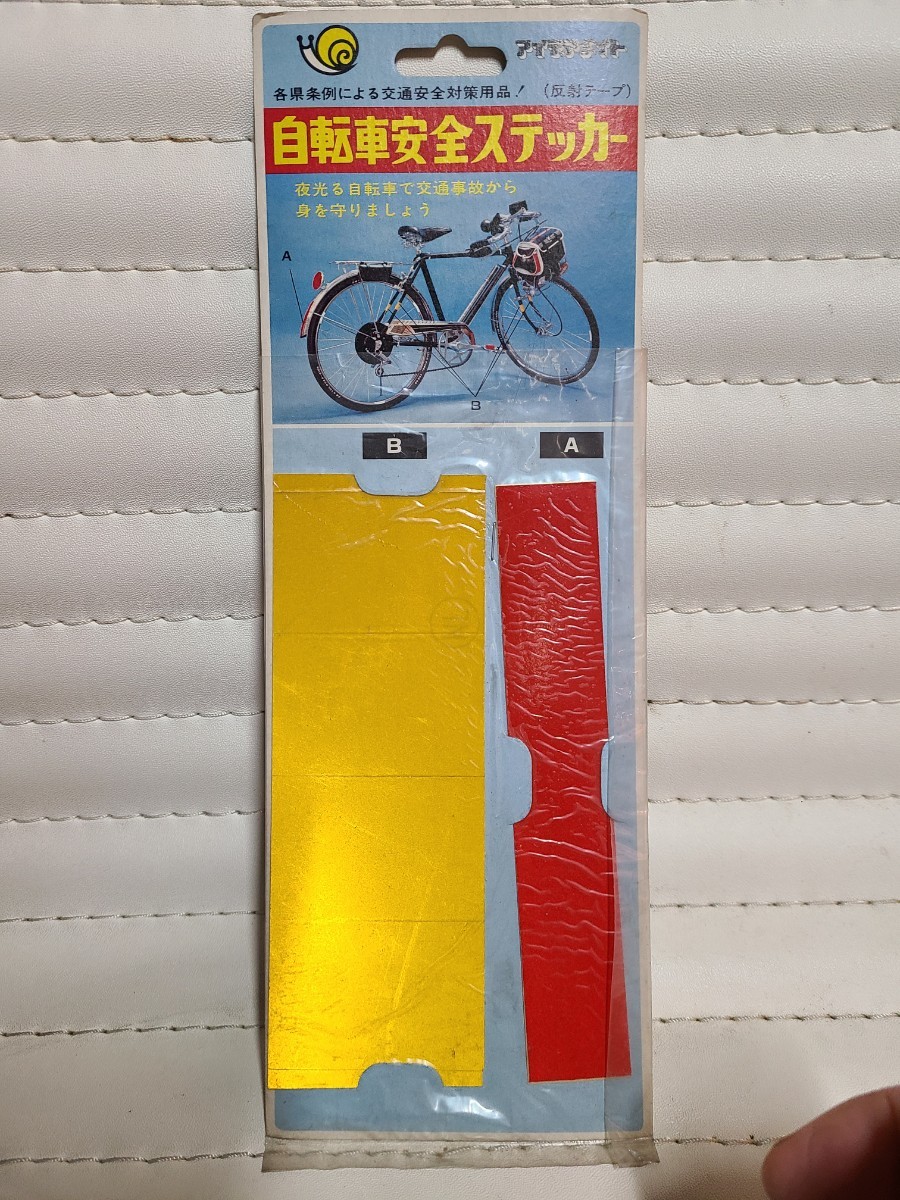 各県条例による交通安全対策用品! (反射テープ)
自転車安全ステッカー
夜光る自転車で交通事故から
身を守りましょう
A
B
B
A